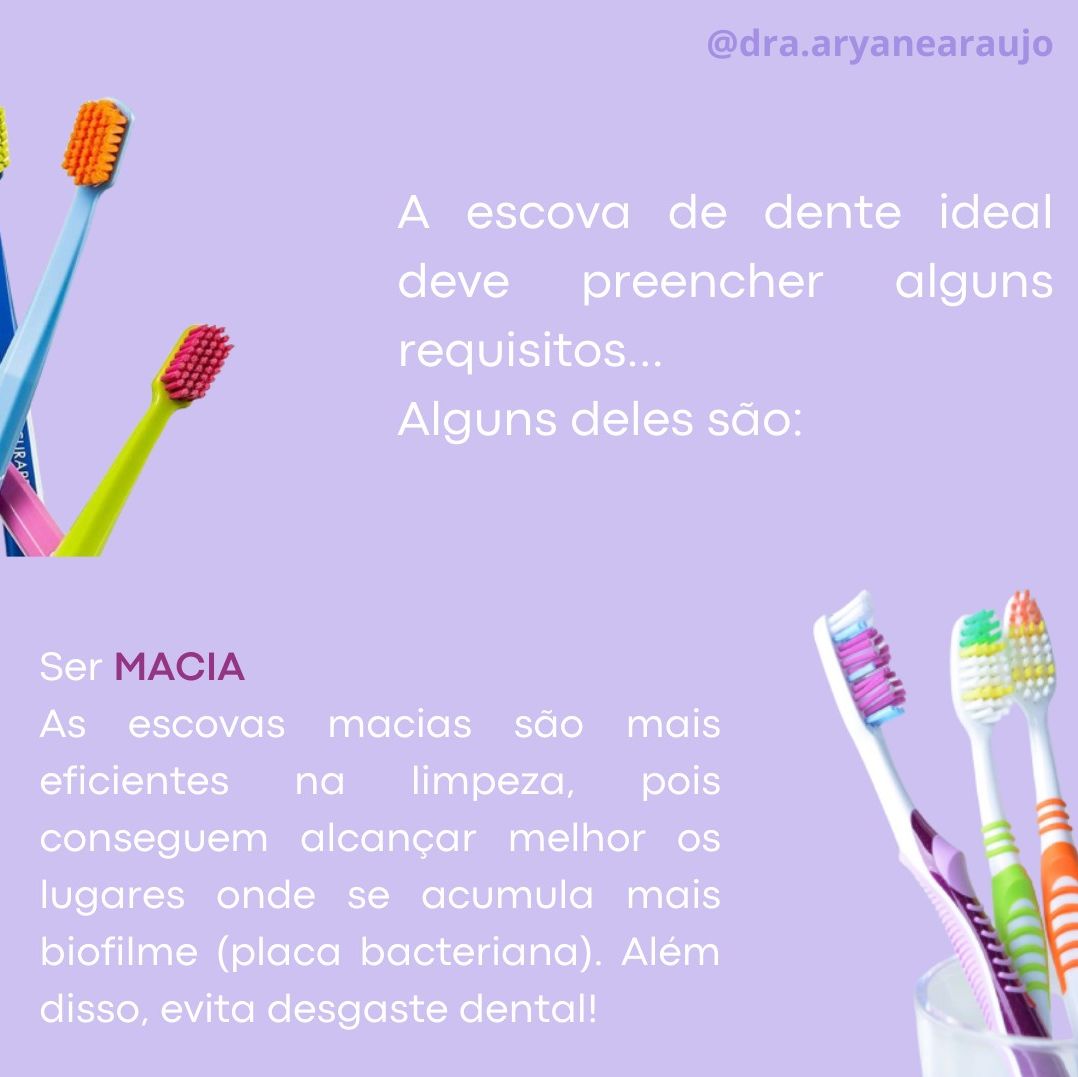 @dra.aryanearaujo
A escova de dente ideal
deve preencher alguns
requisitos...
Alguns deles são:
Ser MACIA
As escovas macias são mais
eficientes na limpeza, pois
conseguem alcançar melhor os
lugares onde se acumula mais
biofilme (placa bacteriana). Além
disso, evita desgaste dental!